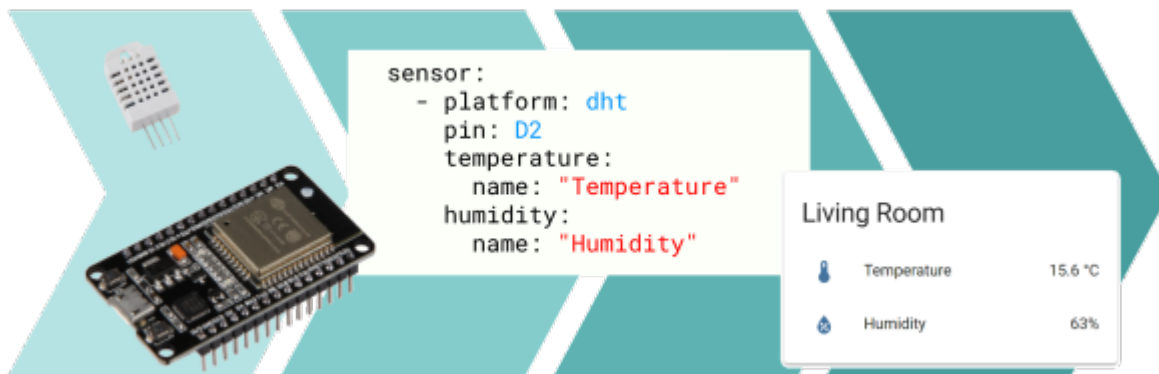 sensor:
  - platform: dht
    pin: D2
    temperature:
      name: "Temperature"
    humidity:
      name: "Humidity"
Living Room
Temperature 15.6 °C
Humidity 63%